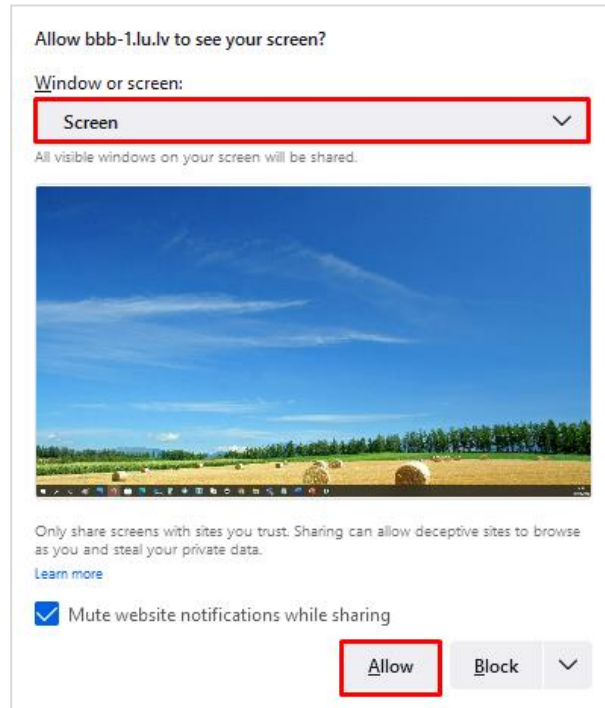 Allow bbb-1.lu.lv to see your screen?
Window or screen:
Screen
All visible windows on your screen will be shared.
Only share screens with sites you trust. Sharing can allow deceptive sites to browse
as you and steal your private data.
Learn more
Mute website notifications while sharing
Allow Block